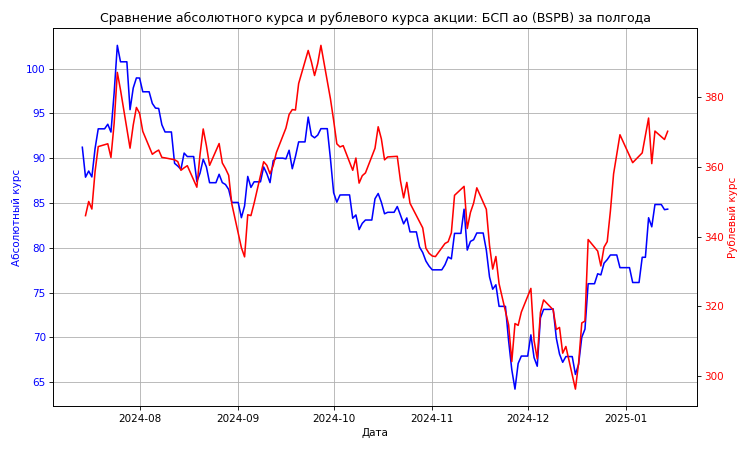 Сравнение абсолютного курса и рублевого курса акции: БСП ао (BSPB) за полгода
Абсолютный курс
100
95
90
85
80
75
70
65
380
360
340
320
300
Рублевый курс
2024-08 2024-09 2024-10 2024-11 2024-12 2025-01
Дата